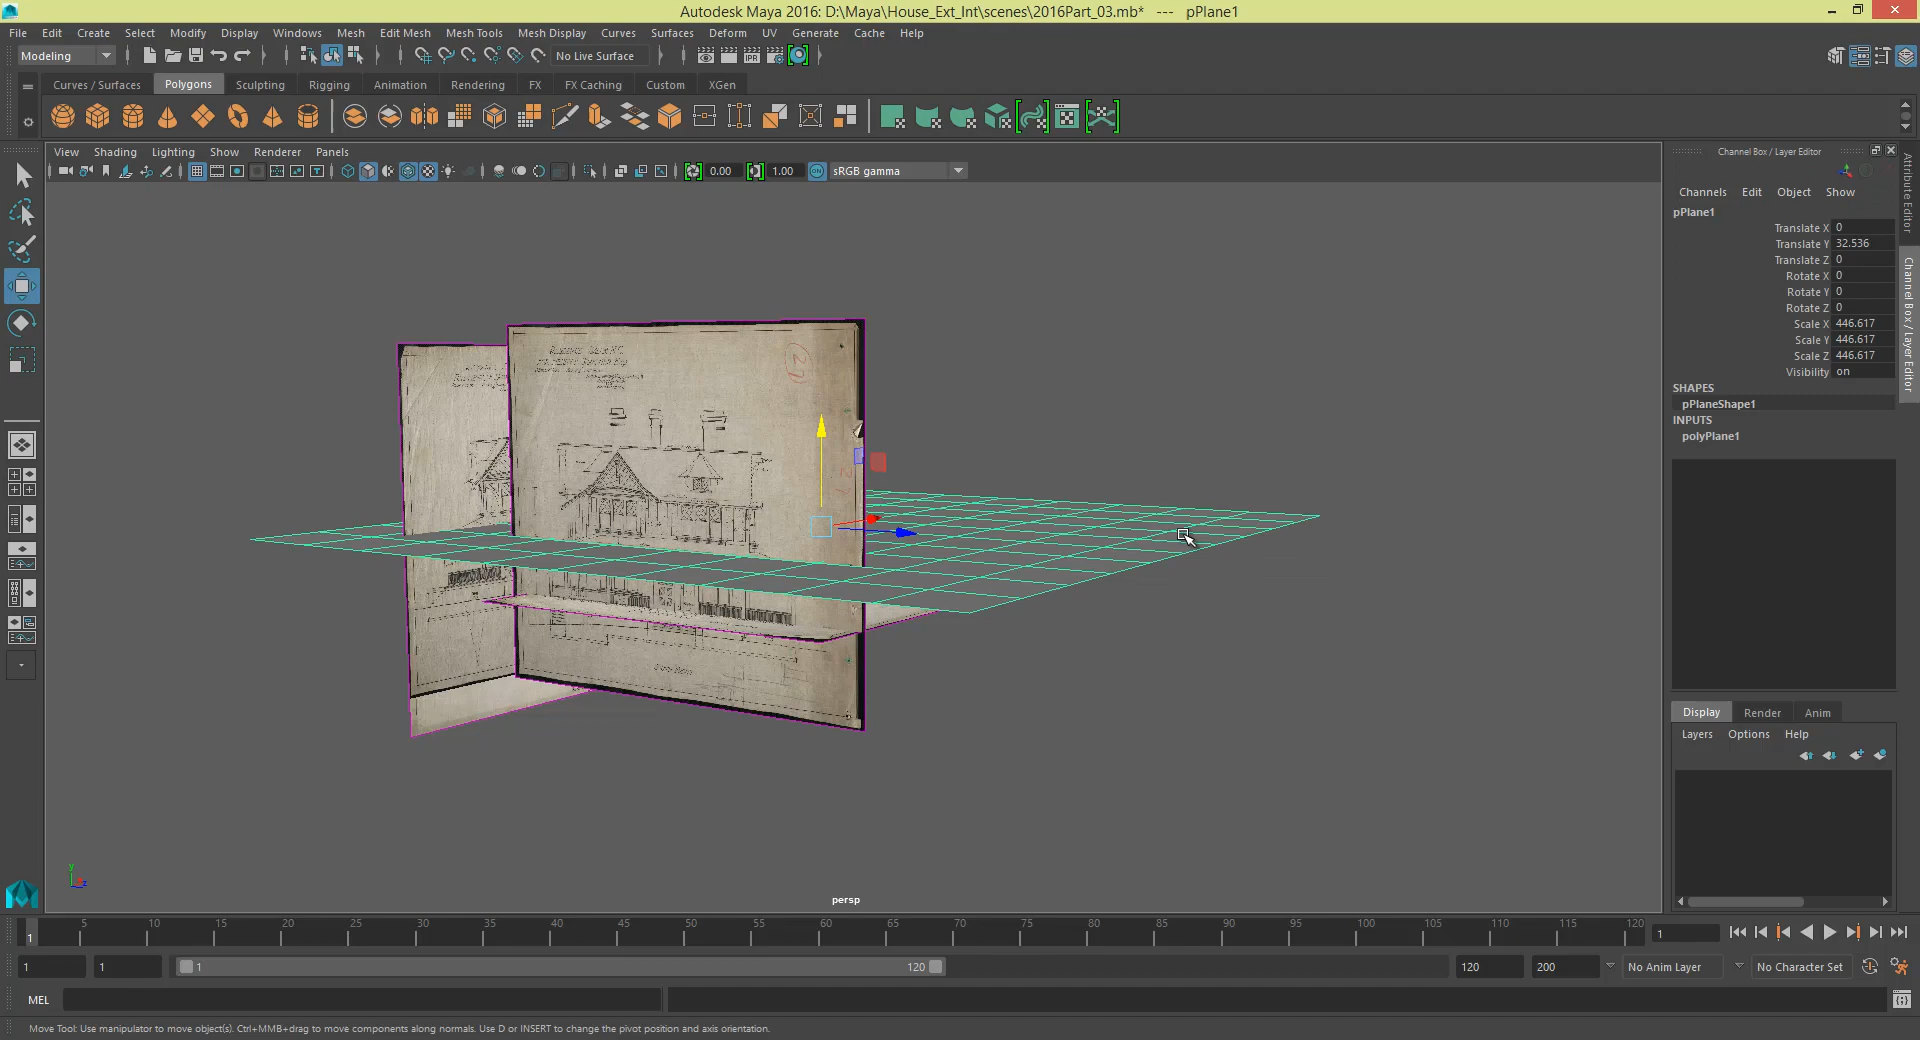 Autodesk Maya 2016: D:\Maya\House_Ext_Int\scenes\2016Part_03.mb* --- pPlane1
File Edit Create Select Modify Display Windows Mesh Edit Mesh Mesh Tools Mesh Display Curves Surfaces Deform UV Generate Cache Help
Modeling No Live Surface
Curves / Surfaces Polygons Sculpting Rigging Animation Rendering FX FX Caching Custom XGen
View Shading Lighting Show Renderer Panels
0.00 1.00 sRGB gamma
Channel Box / Layer Editor
Channels Edit Object Show
pPlane1
Translate X 0
Translate Y 32.536
Translate Z 0
Rotate X 0
Rotate Y 0
Rotate Z 0
Scale X 446.617
Scale Y 446.617
Scale Z 446.617
Visibility on
SHAPES
pPlaneShape1
INPUTS
polyPlane1
Attribute Editor
Channel Box / Layer Editor
Display Render Anim
Layers Options Help
persp
5 10 15 20 25 30 35 40 45 50 55 60 65 70 75 80 85 90 95 100 105 110 115 120
1 1
1 1 1 120 120 200 No Anim Layer No Character Set
MEL
Move Tool: Use manipulator to move object(s). Ctrl+MMB+drag to move components along normals. Use D or INSERT to change the pivot position and axis orientation.